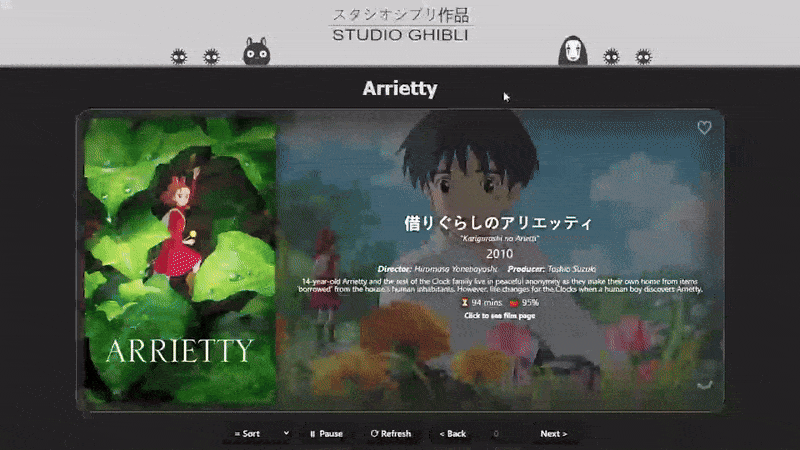 スタジオジブリ作品
STUDIO GHIBLI
Arrietty
ARRIETTY
借りぐらしのアリエッティ
"Karigurashi no Arietti"
2010
Director: Hiromasa Yonebayashi Producer: Toshio Suzuki
14-year-old Arrietty and the rest of the Clock family live in peaceful anonymity as they make their own home from items
'borrowed' from the house's human inhabitants. However, life changes for the Clocks when a human boy discovers Arrietty.
94 mins 95%
Click to see film page
= Sort
Pause
Refresh
< Back
0
Next >